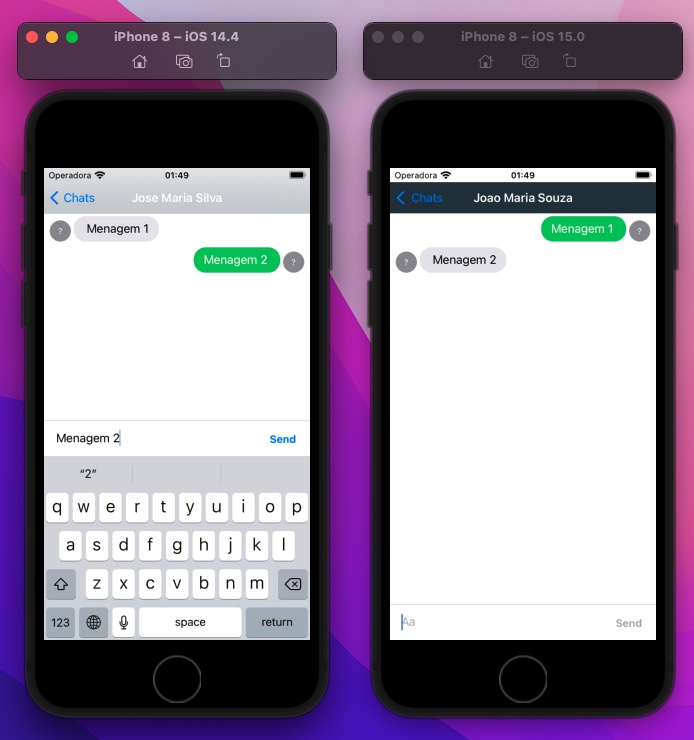 iPhone 8 – iOS 14.4
Operadora 01:49
Chats Jose Maria Silva
? Menagem 1
Menagem 2 ?
Menagem 2 Send
“2”
q w e r t y u i o p
a s d f g h j k l
z x c v b n m
123 space return
iPhone 8 – iOS 15.0
Operadora 01:49
Chats Joao Maria Souza
Menagem 1 ?
? Menagem 2
Aa Send